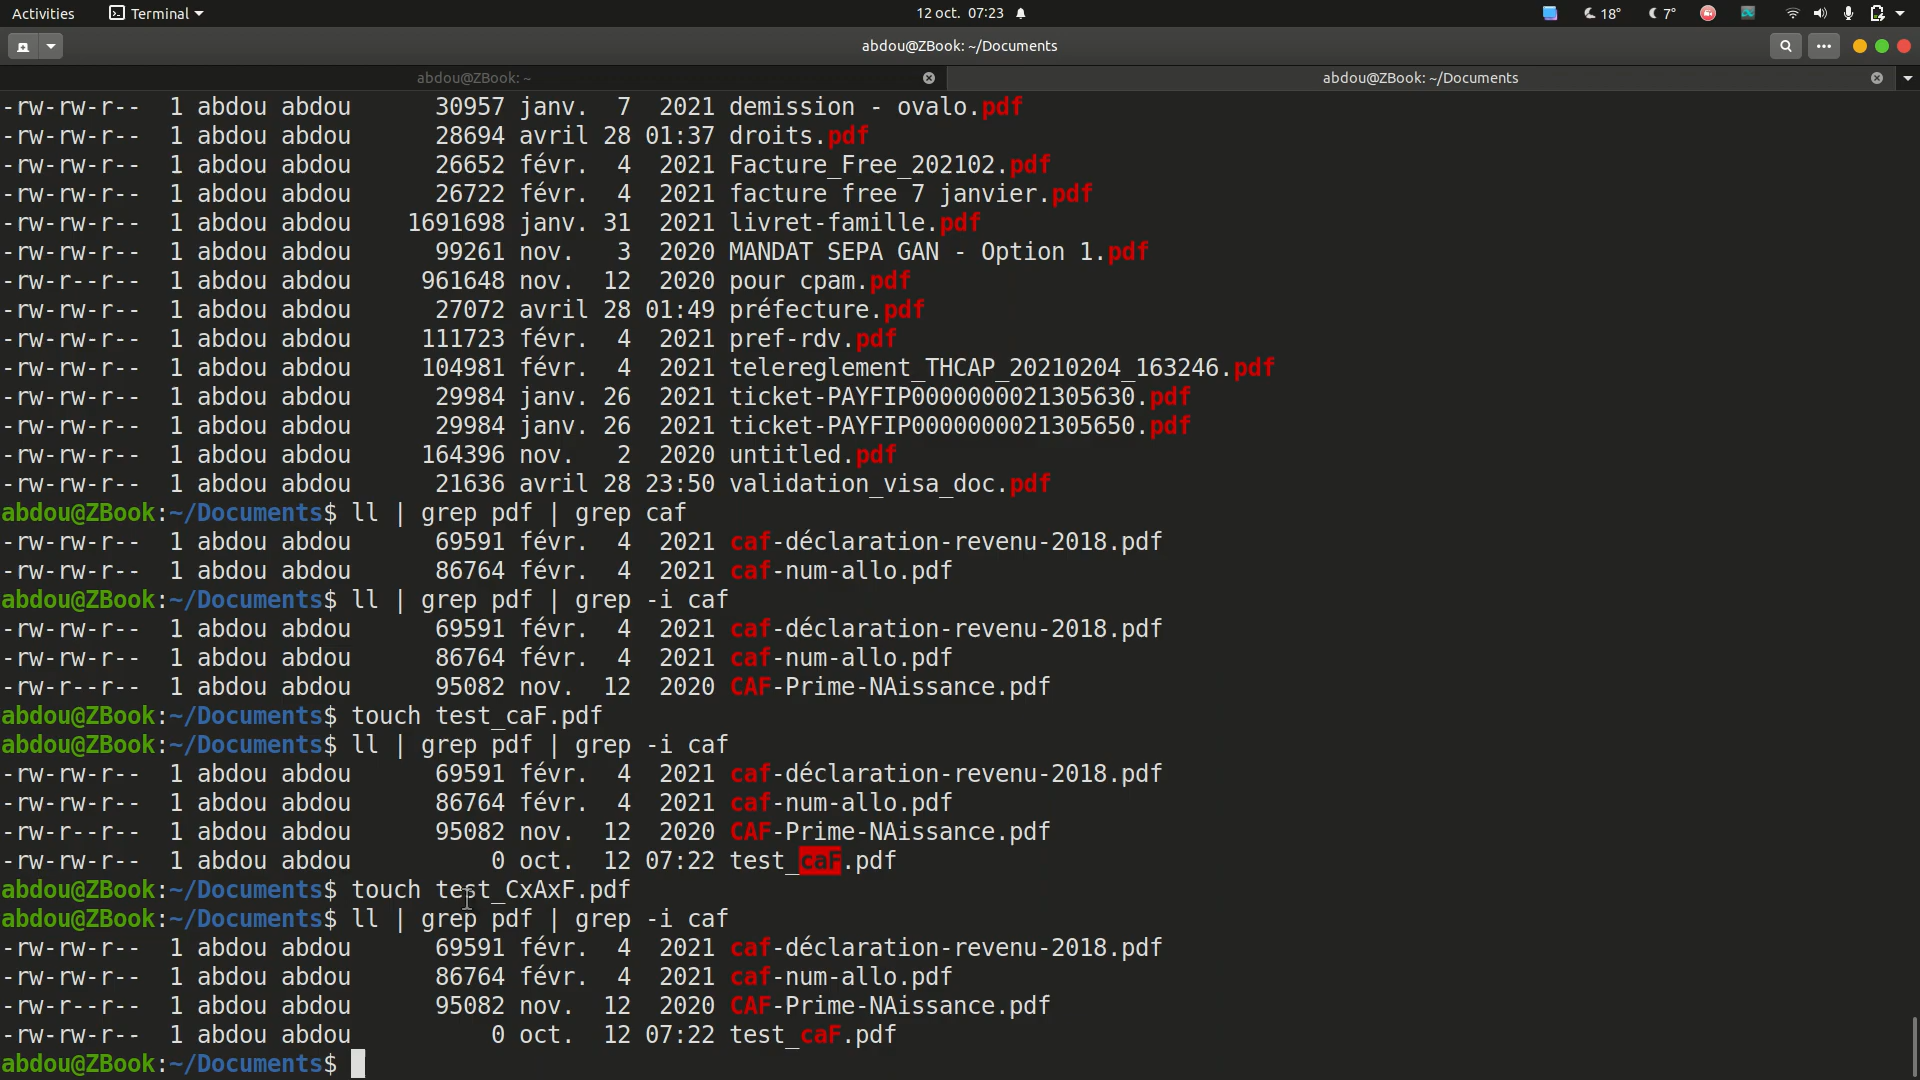 Activities Terminal 12 oct. 07:23 18° 7°
abdou@ZBook: ~/Documents
abdou@ZBook: ~ abdou@ZBook: ~/Documents
-rw-rw-r-- 1 abdou abdou 30957 janv. 7 2021 demission - ovalo.pdf
-rw-rw-r-- 1 abdou abdou 28694 avril 28 01:37 droits.pdf
-rw-rw-r-- 1 abdou abdou 26652 févr. 4 2021 Facture_Free_202102.pdf
-rw-rw-r-- 1 abdou abdou 26722 févr. 4 2021 facture free 7 janvier.pdf
-rw-rw-r-- 1 abdou abdou 1691698 janv. 31 2021 livret-famille.pdf
-rw-rw-r-- 1 abdou abdou 99261 nov. 3 2020 MANDAT SEPA GAN - Option 1.pdf
-rw-r--r-- 1 abdou abdou 961648 nov. 12 2020 pour cpam.pdf
-rw-rw-r-- 1 abdou abdou 27072 avril 28 01:49 préfecture.pdf
-rw-rw-r-- 1 abdou abdou 111723 févr. 4 2021 pref-rdv.pdf
-rw-rw-r-- 1 abdou abdou 104981 févr. 4 2021 telereglement_THCAP_20210204_163246.pdf
-rw-rw-r-- 1 abdou abdou 29984 janv. 26 2021 ticket-PAYFIP0000000021305630.pdf
-rw-rw-r-- 1 abdou abdou 29984 janv. 26 2021 ticket-PAYFIP0000000021305650.pdf
-rw-rw-r-- 1 abdou abdou 164396 nov. 2 2020 untitled.pdf
-rw-rw-r-- 1 abdou abdou 21636 avril 28 23:50 validation_visa_doc.pdf
abdou@ZBook:~/Documents$ ll | grep pdf | grep caf
-rw-rw-r-- 1 abdou abdou 69591 févr. 4 2021 caf-déclaration-revenu-2018.pdf
-rw-rw-r-- 1 abdou abdou 86764 févr. 4 2021 caf-num-allo.pdf
abdou@ZBook:~/Documents$ ll | grep pdf | grep -i caf
-rw-rw-r-- 1 abdou abdou 69591 févr. 4 2021 caf-déclaration-revenu-2018.pdf
-rw-rw-r-- 1 abdou abdou 86764 févr. 4 2021 caf-num-allo.pdf
-rw-r--r-- 1 abdou abdou 95082 nov. 12 2020 CAF-Prime-NAissance.pdf
abdou@ZBook:~/Documents$ touch test_caF.pdf
abdou@ZBook:~/Documents$ ll | grep pdf | grep -i caf
-rw-rw-r-- 1 abdou abdou 69591 févr. 4 2021 caf-déclaration-revenu-2018.pdf
-rw-rw-r-- 1 abdou abdou 86764 févr. 4 2021 caf-num-allo.pdf
-rw-r--r-- 1 abdou abdou 95082 nov. 12 2020 CAF-Prime-NAissance.pdf
-rw-rw-r-- 1 abdou abdou 0 oct. 12 07:22 test_caF.pdf
abdou@ZBook:~/Documents$ touch test_CxAxF.pdf
abdou@ZBook:~/Documents$ ll | grep pdf | grep -i caf
-rw-rw-r-- 1 abdou abdou 69591 févr. 4 2021 caf-déclaration-revenu-2018.pdf
-rw-rw-r-- 1 abdou abdou 86764 févr. 4 2021 caf-num-allo.pdf
-rw-r--r-- 1 abdou abdou 95082 nov. 12 2020 CAF-Prime-NAissance.pdf
-rw-rw-r-- 1 abdou abdou 0 oct. 12 07:22 test_caF.pdf
abdou@ZBook:~/Documents$